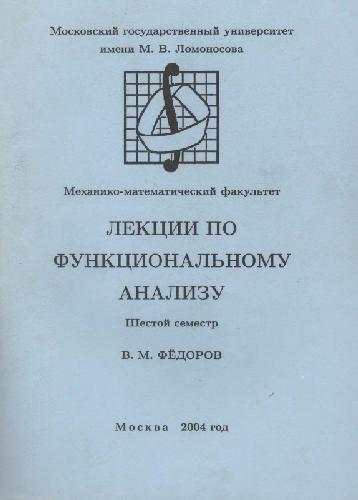 Московский государственный университет
имени М. В. Ломоносова
Механико-математический факультет
ЛЕКЦИИ ПО
ФУНКЦИОНАЛЬНОМУ
АНАЛИЗУ
Шестой семестр
В. М. ФЁДОРОВ
Москва 2004 год